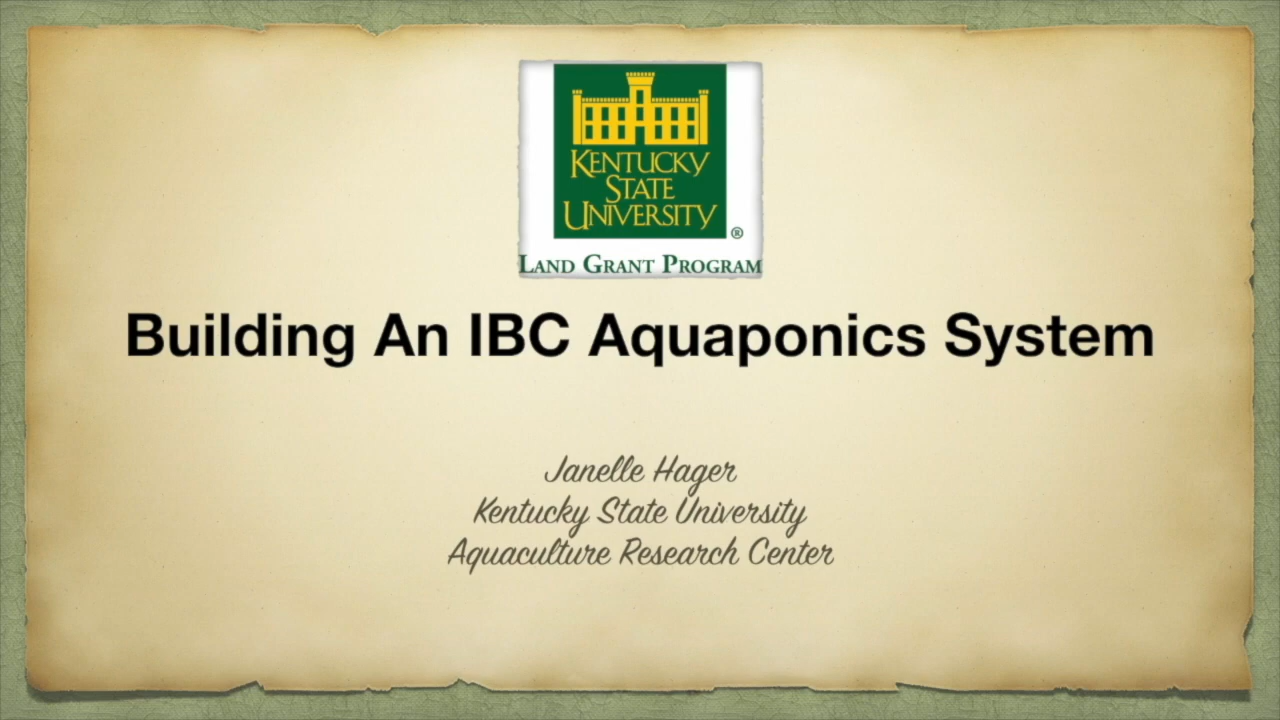 KENTUCKY
STATE
UNIVERSITY
®
LAND GRANT PROGRAM
Building An IBC Aquaponics System
Janelle Hager
Kentucky State University
Aquaculture Research Center